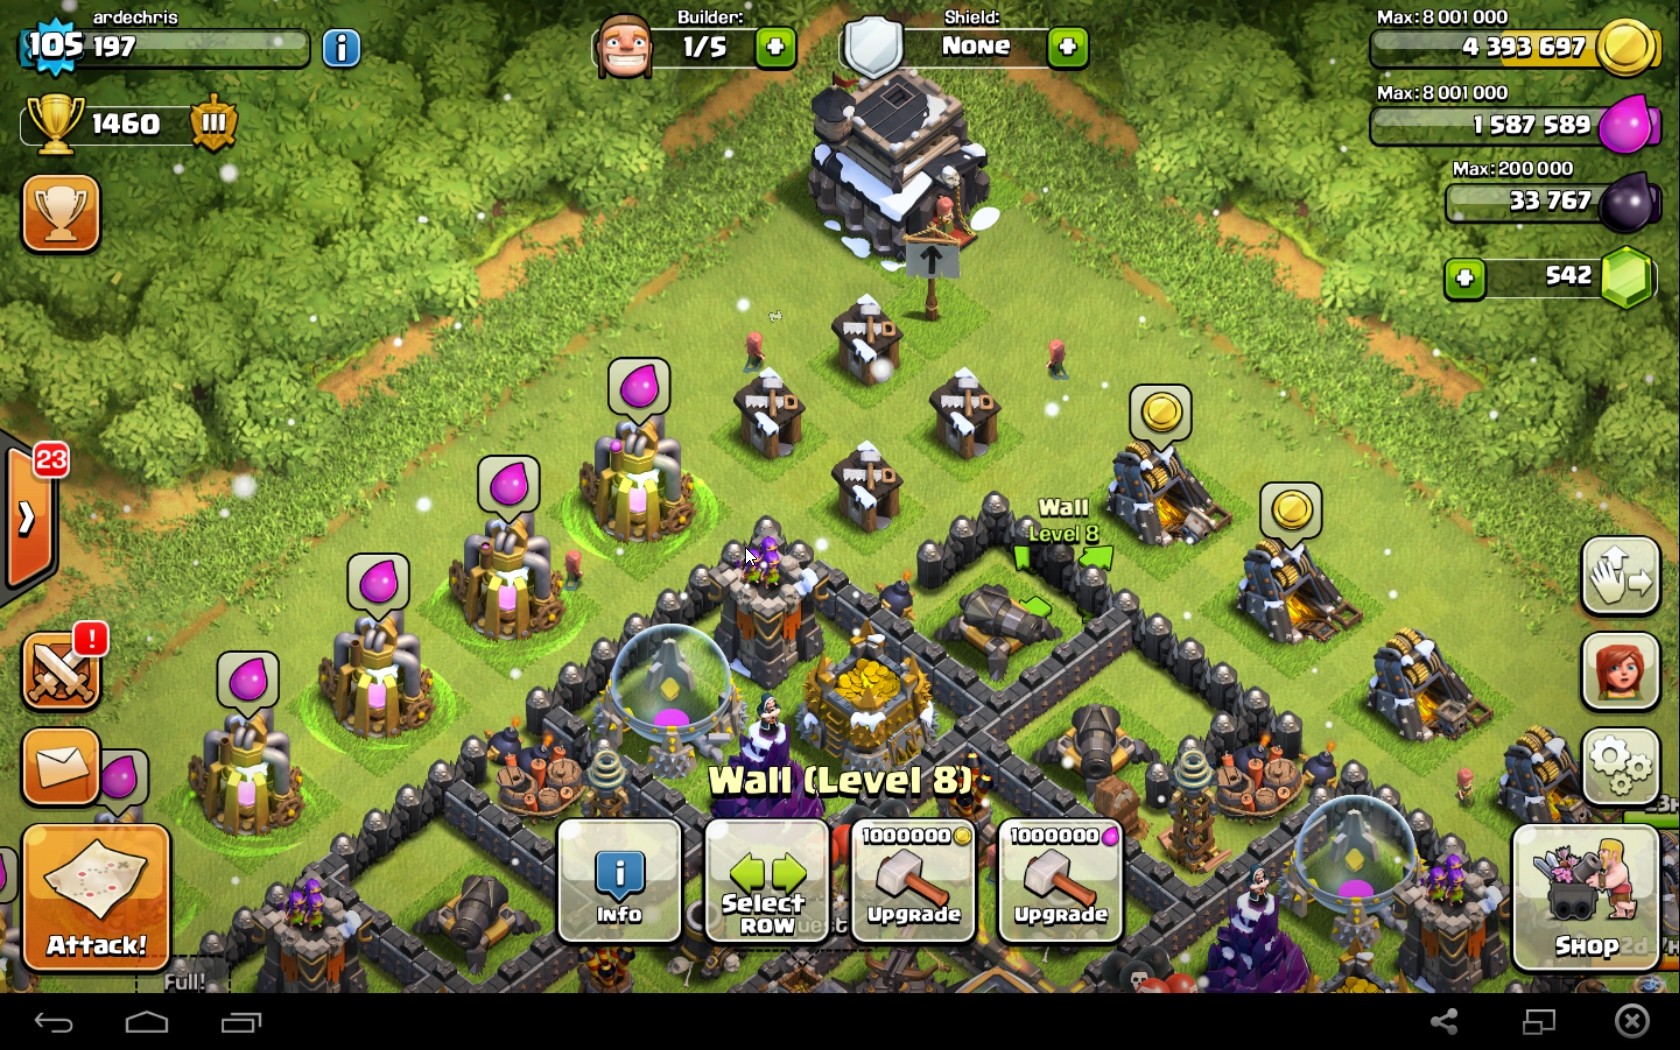 ardechris
105 197
i
Builder:
1/5
Shield:
None
Max: 8 001 000
4 393 697
1460
III
Max: 8 001 000
1 587 589
Max: 200 000
33 767
542
23
Wall
Level 8
!
Wall (Level 8)
i
Info
Select
Row
1000000
Upgrade
1000000
Upgrade
Attack!
Shop
Full!